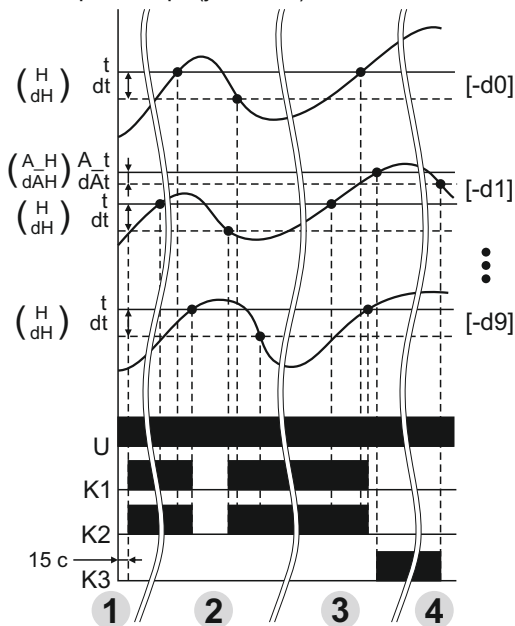 (H dH) t dt [-d0]
(A_H dAH) A_t dAt [-d1]
(H dH) t dt
(H dH) t dt [-d9]
U
K1
K2
15 c
K3
1 2 3 4